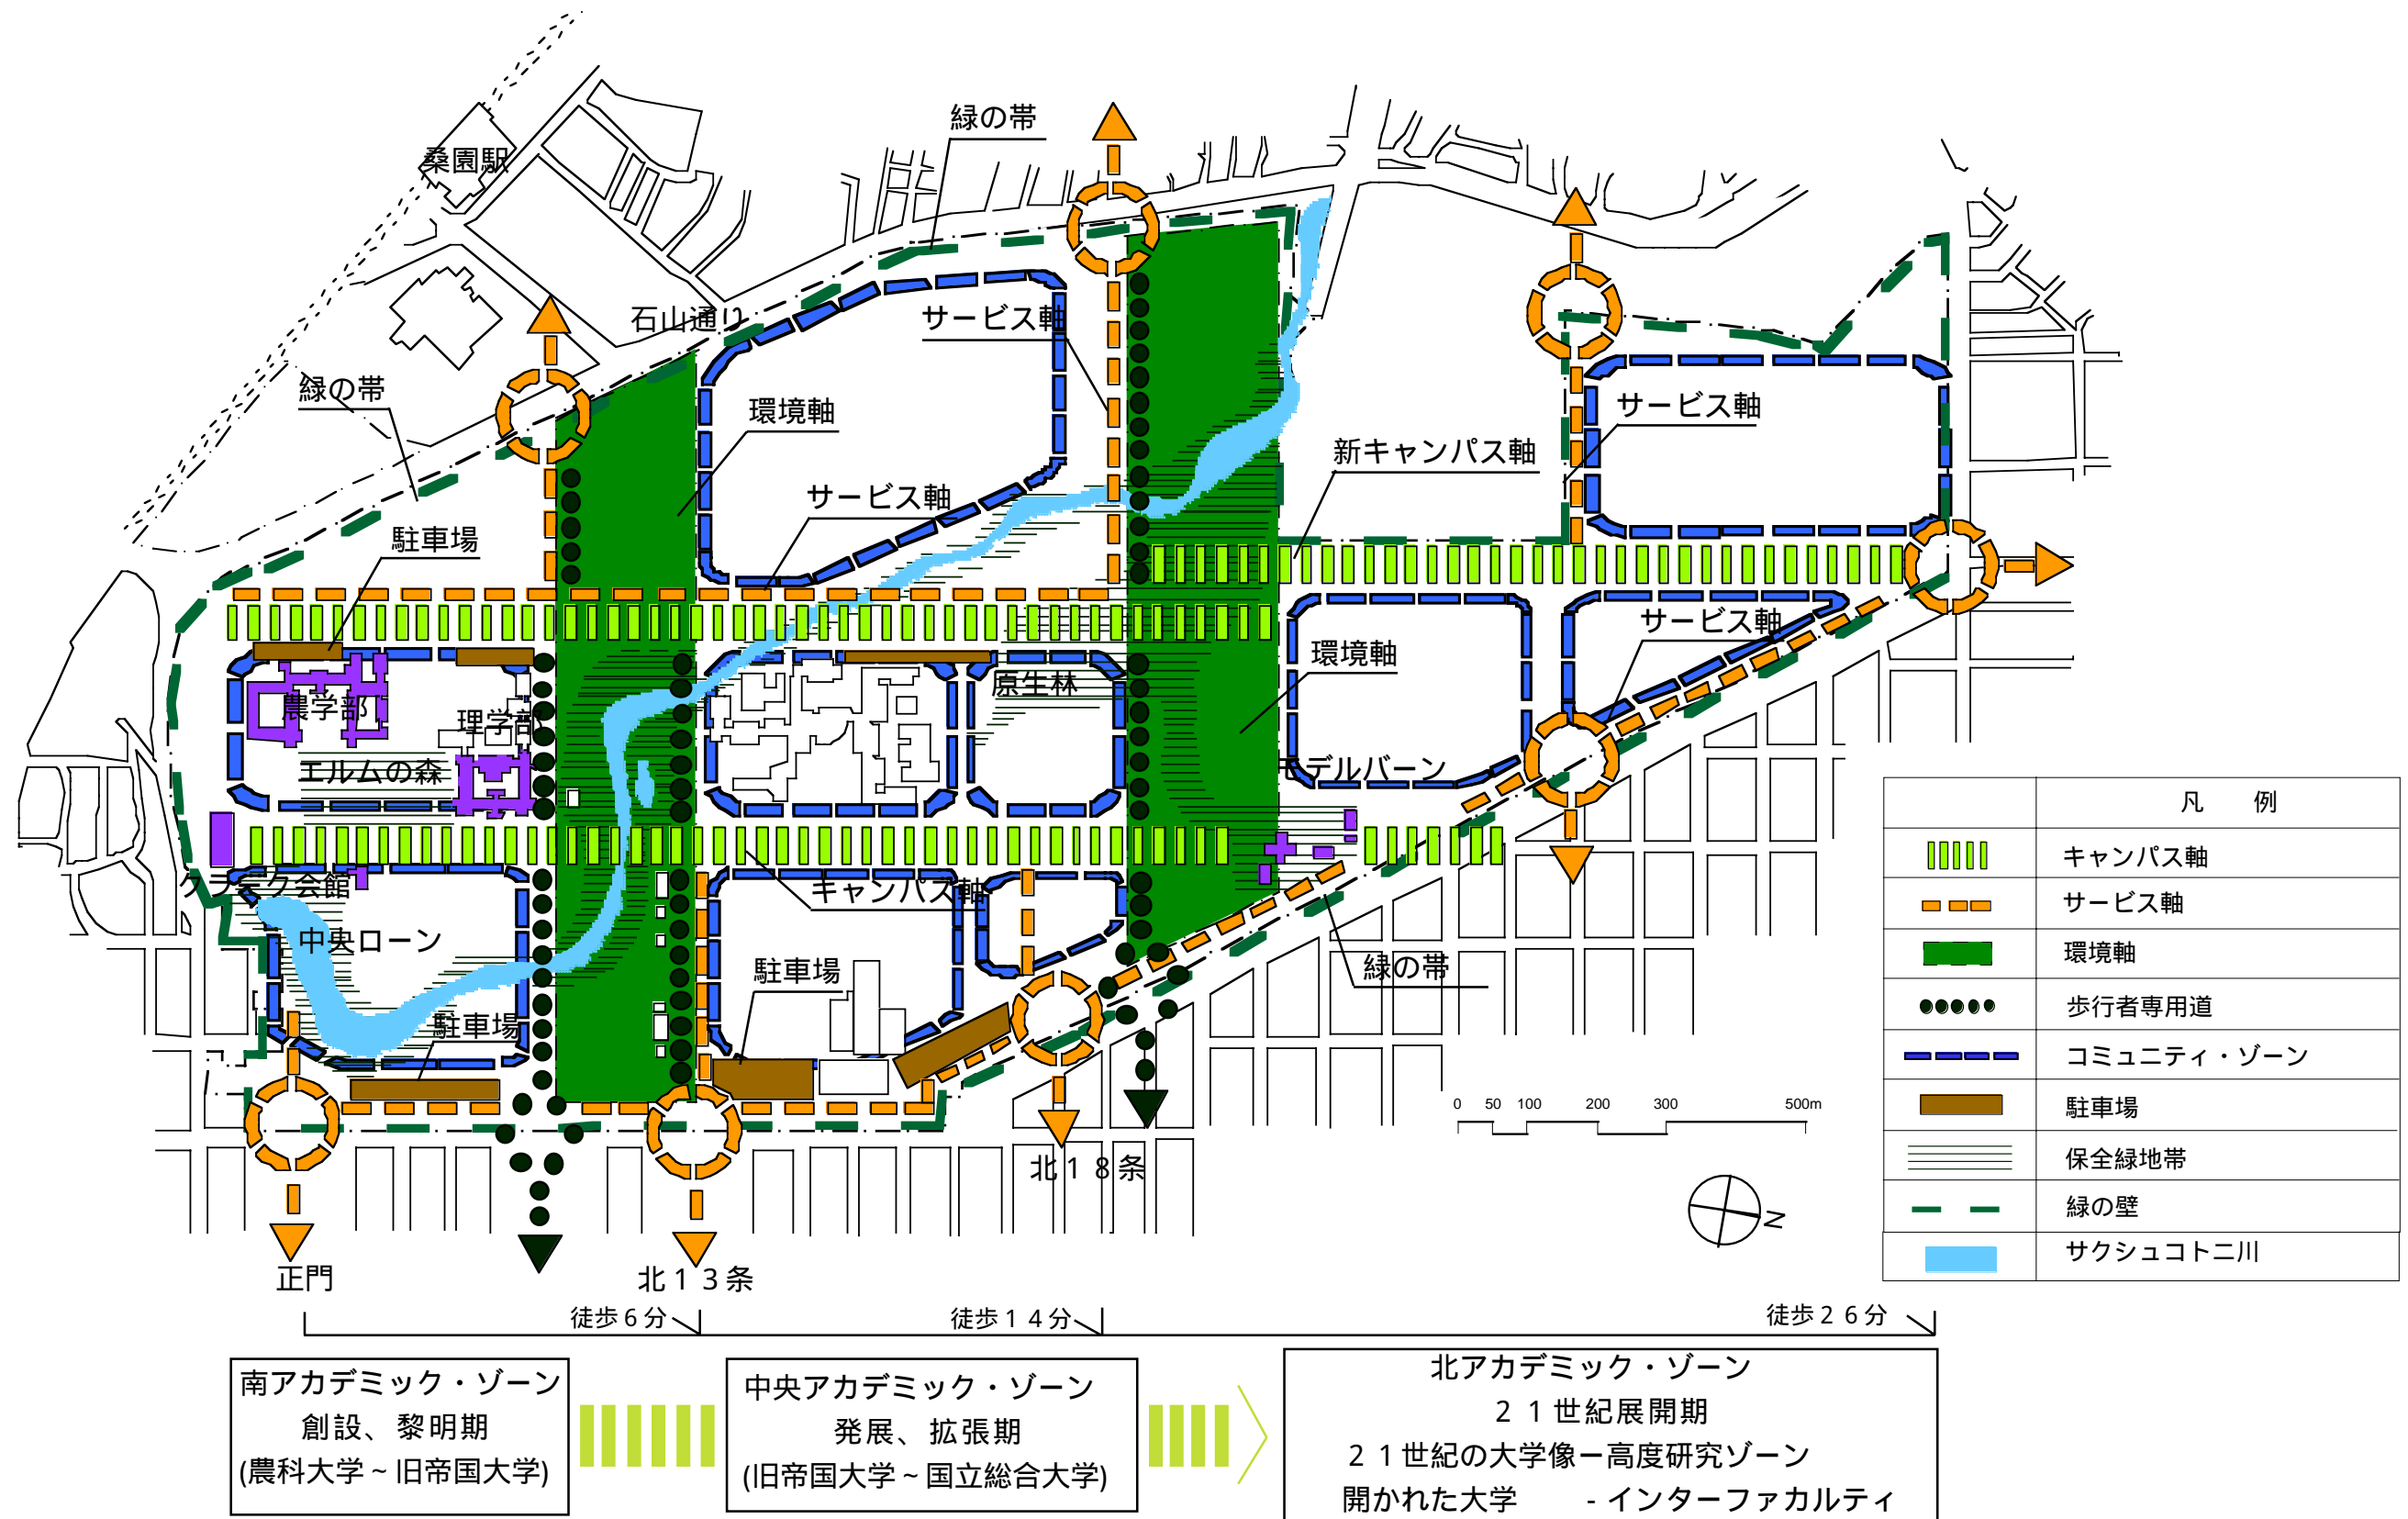 緑の帯
桑園駅
石山通り
サービス軸
緑の帯
環境軸
サービス軸
新キャンパス軸
サービス軸
駐車場
サービス軸
環境軸
原生林
農学部
理学部
エルムの森
モデルバーン
クラーク会館
キャンパス軸
中央ローン
駐車場
緑の帯
駐車場
北１８条
正門
北１３条
0 50 100 200 300 500m
N
凡　例
キャンパス軸
サービス軸
環境軸
歩行者専用道
コミュニティ・ゾーン
駐車場
保全緑地帯
緑の壁
サクシュコトニ川
徒歩６分
徒歩１４分
徒歩２６分
南アカデミック・ゾーン
創設、黎明期
(農科大学～旧帝国大学)
中央アカデミック・ゾーン
発展、拡張期
(旧帝国大学～国立総合大学)
北アカデミック・ゾーン
２１世紀展開期
２１世紀の大学像ー高度研究ゾーン
開かれた大学　　- インターファカルティ